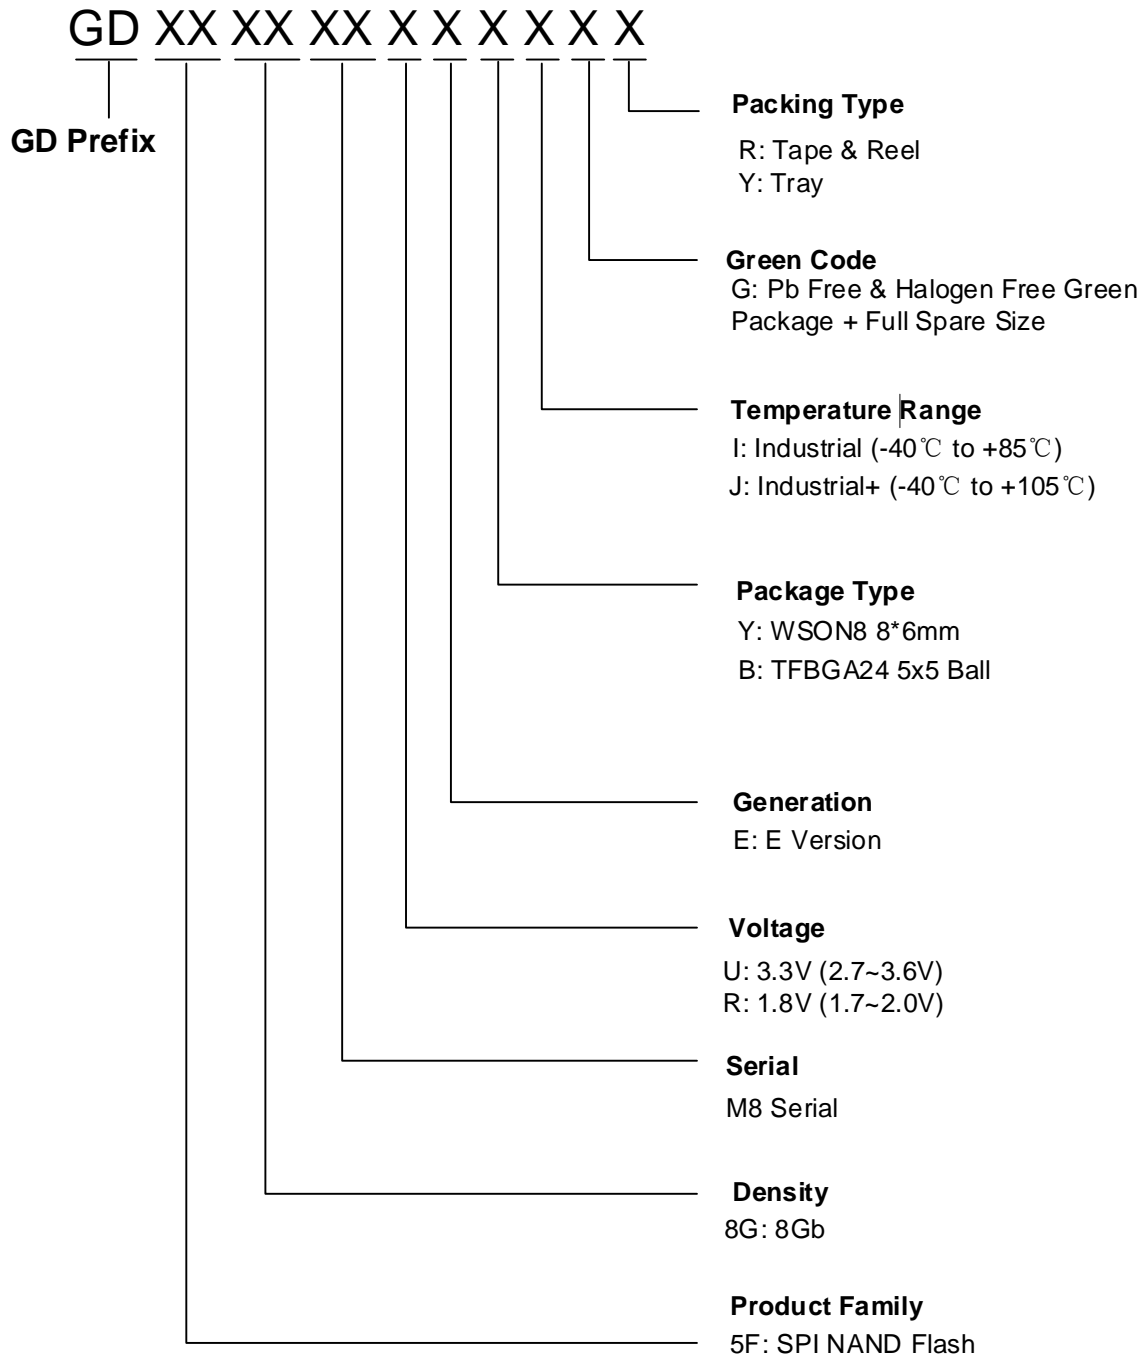 GD XX XX XX X X X X X X
GD Prefix
Packing Type
R: Tape & Reel
Y: Tray
Green Code
G: Pb Free & Halogen Free Green
Package + Full Spare Size
Temperature Range
I: Industrial (-40℃ to +85℃)
J: Industrial+ (-40℃ to +105℃)
Package Type
Y: WSON8 8*6mm
B: TFBGA24 5x5 Ball
Generation
E: E Version
Voltage
U: 3.3V (2.7~3.6V)
R: 1.8V (1.7~2.0V)
Serial
M8 Serial
Density
8G: 8Gb
Product Family
5F: SPI NAND Flash